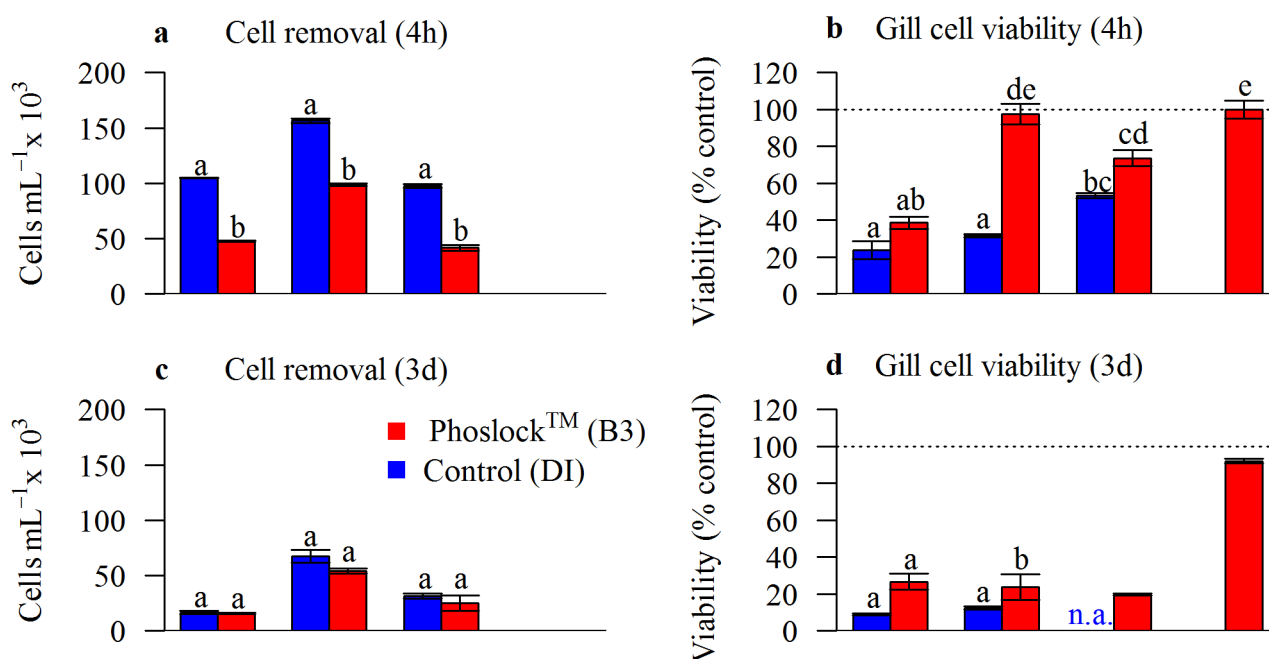 a Cell removal (4h)
Cells mL⁻¹ x 10³
200
150
100
50
0
a
b
a
b
a
b
b Gill cell viability (4h)
Viability (% control)
120
100
80
60
40
20
0
a
ab
a
de
bc
cd
e
c Cell removal (3d)
Cells mL⁻¹ x 10³
200
150
100
50
0
Phoslock™ (B3)
Control (DI)
a
a
a
a
a
a
d Gill cell viability (3d)
Viability (% control)
120
100
80
60
40
20
0
a
a
a
b
n.a.